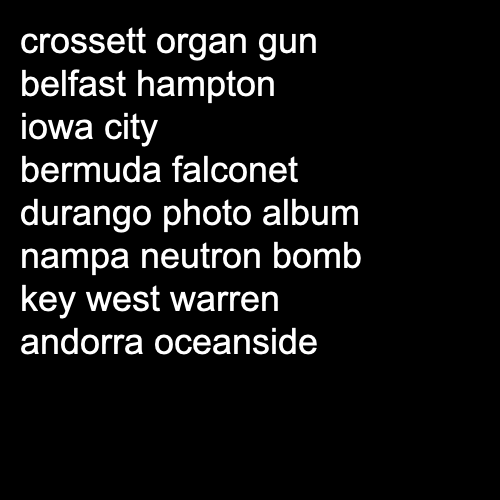 crossett organ gun
belfast hampton
iowa city
bermuda falconet
durango photo album
nampa neutron bomb
key west warren
andorra oceanside